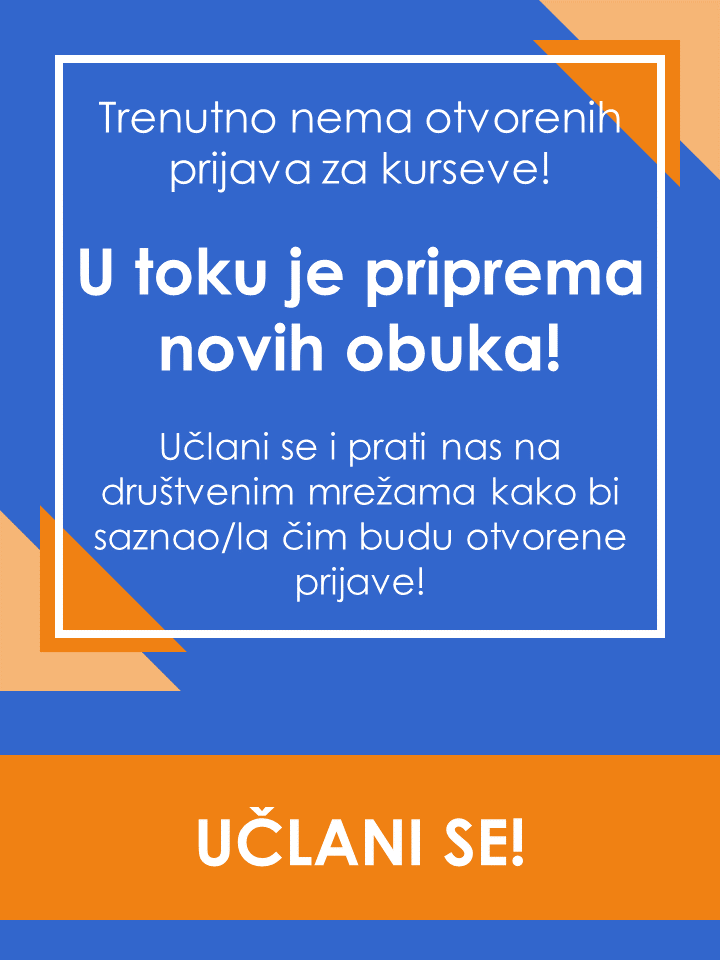 Trenutno nema otvorenih
prijava za kurseve!
U toku je priprema
novih obuka!
Učlani se i prati nas na
društvenim mrežama kako bi
saznao/la čim budu otvorene
prijave!
UČLANI SE!